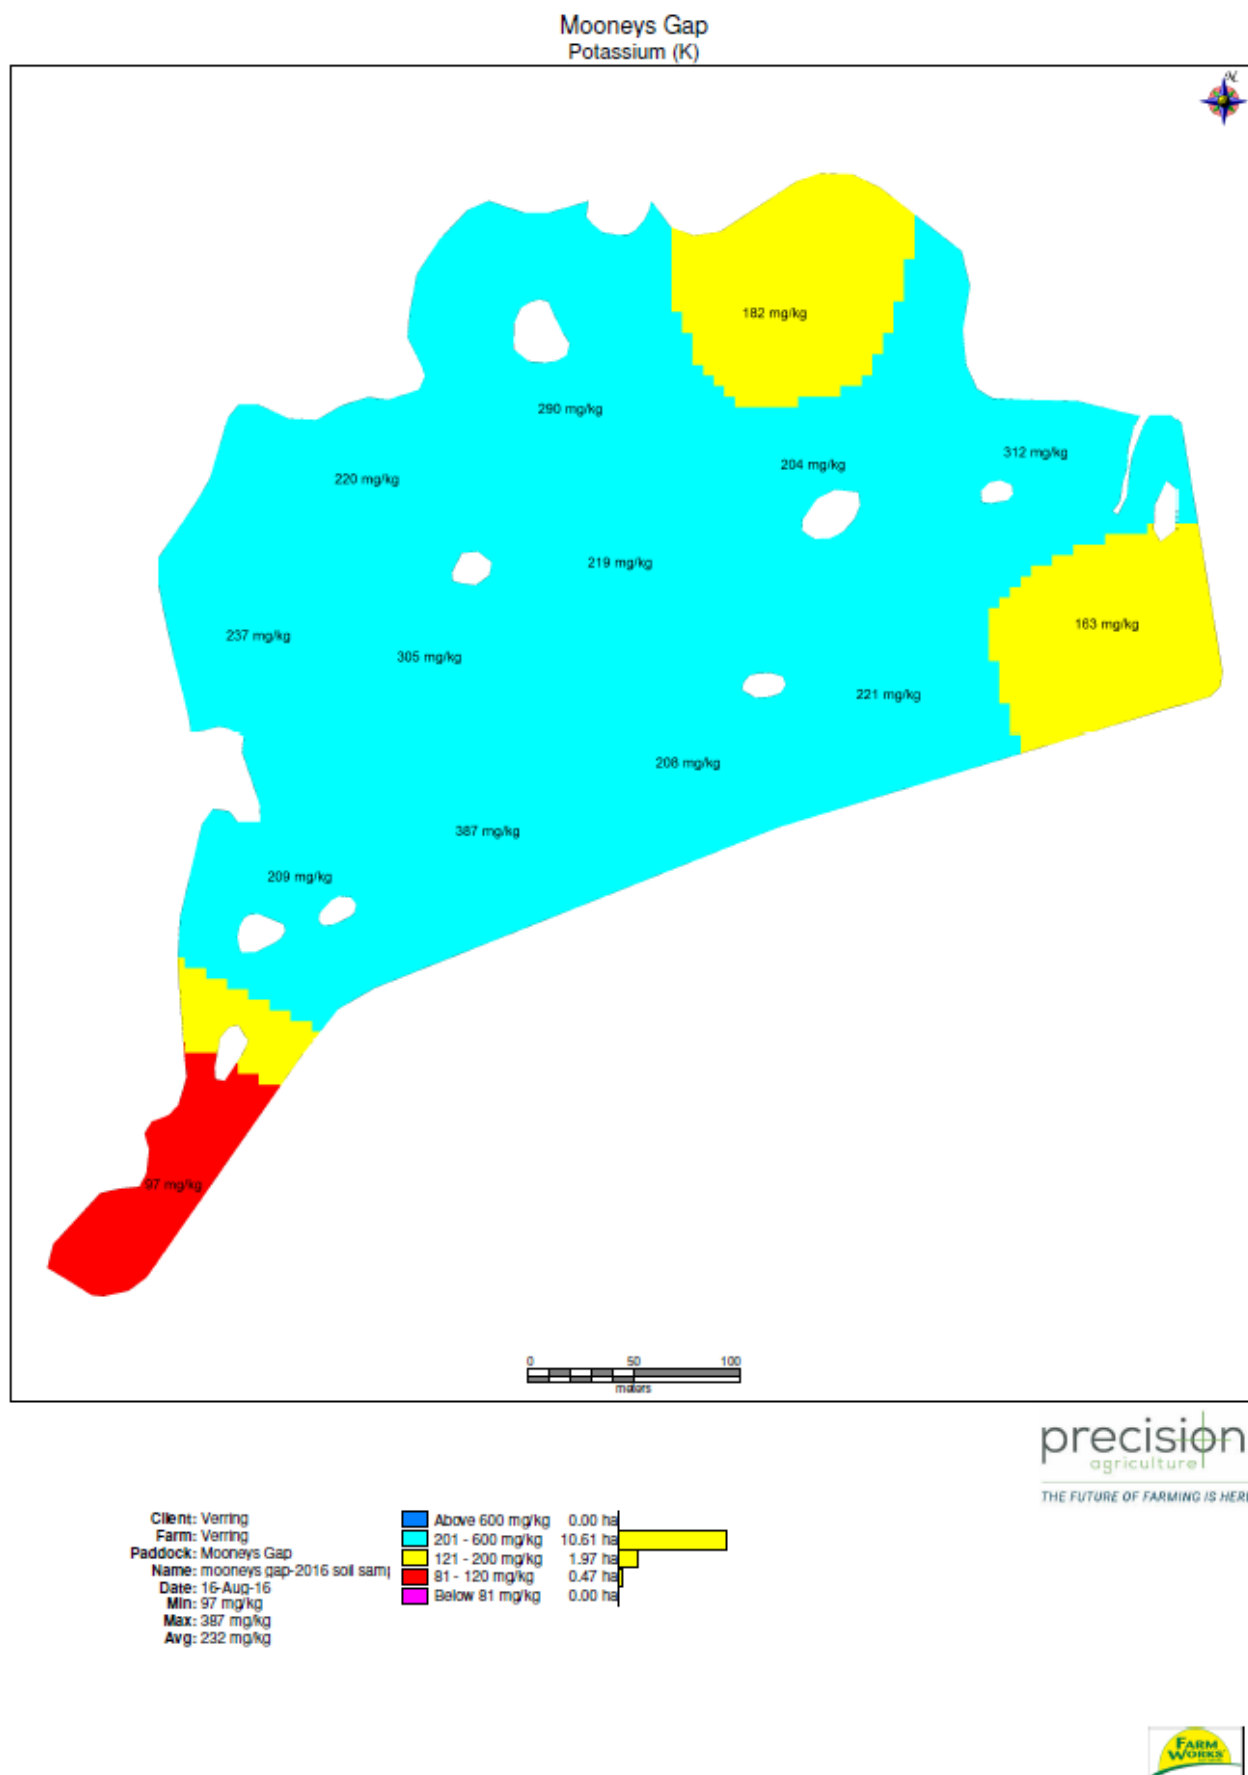 Mooneys Gap
Potassium (K)
N
182 mg/kg
290 mg/kg
312 mg/kg
204 mg/kg
220 mg/kg
219 mg/kg
163 mg/kg
237 mg/kg
305 mg/kg
221 mg/kg
208 mg/kg
387 mg/kg
209 mg/kg
97 mg/kg
0 50 100
meters
precision
agriculture
THE FUTURE OF FARMING IS HERE
Client: Verring
Farm: Verring
Paddock: Mooneys Gap
Name: mooneys gap-2016 soil samp
Date: 16-Aug-16
Min: 97 mg/kg
Max: 387 mg/kg
Avg: 232 mg/kg
Above 600 mg/kg 0.00 ha
201 - 600 mg/kg 10.61 ha
121 - 200 mg/kg 1.97 ha
81 - 120 mg/kg 0.47 ha
Below 81 mg/kg 0.00 ha
FARM
WORKS